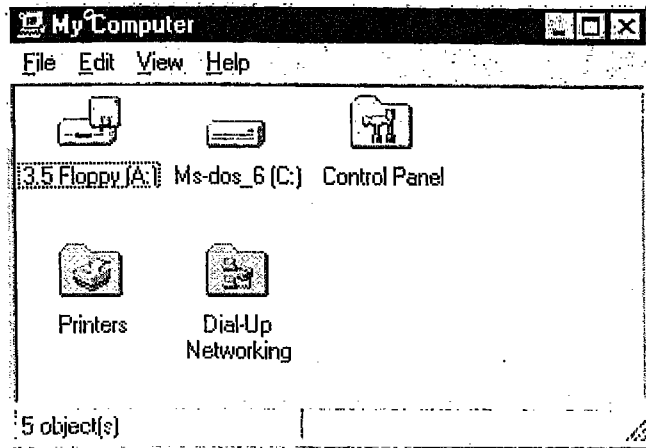 My Computer
File Edit View Help
3.5 Floppy (A:) Ms-dos_6 (C:) Control Panel
Printers Dial-Up
Networking
5 object(s)